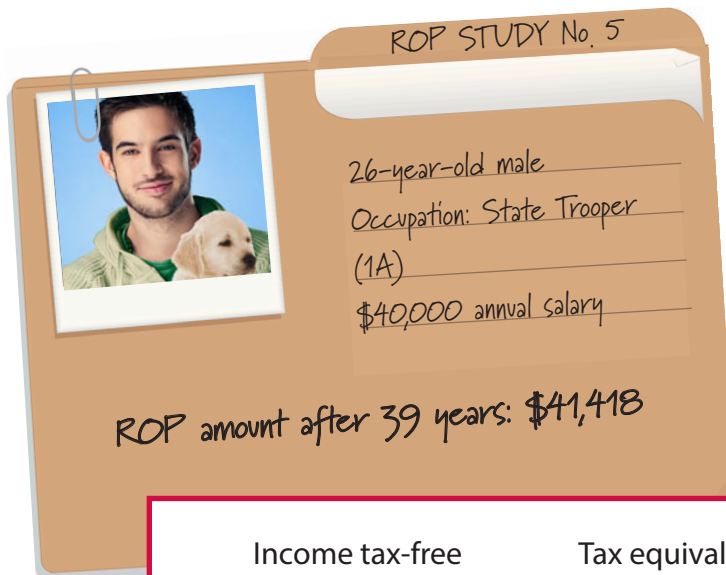 ROP STUDY No. 5
26-year-old male
Occupation: State Trooper
(1A)
$40,000 annual salary
ROP amount after 39 years: $41,418
Income tax-free Tax equival